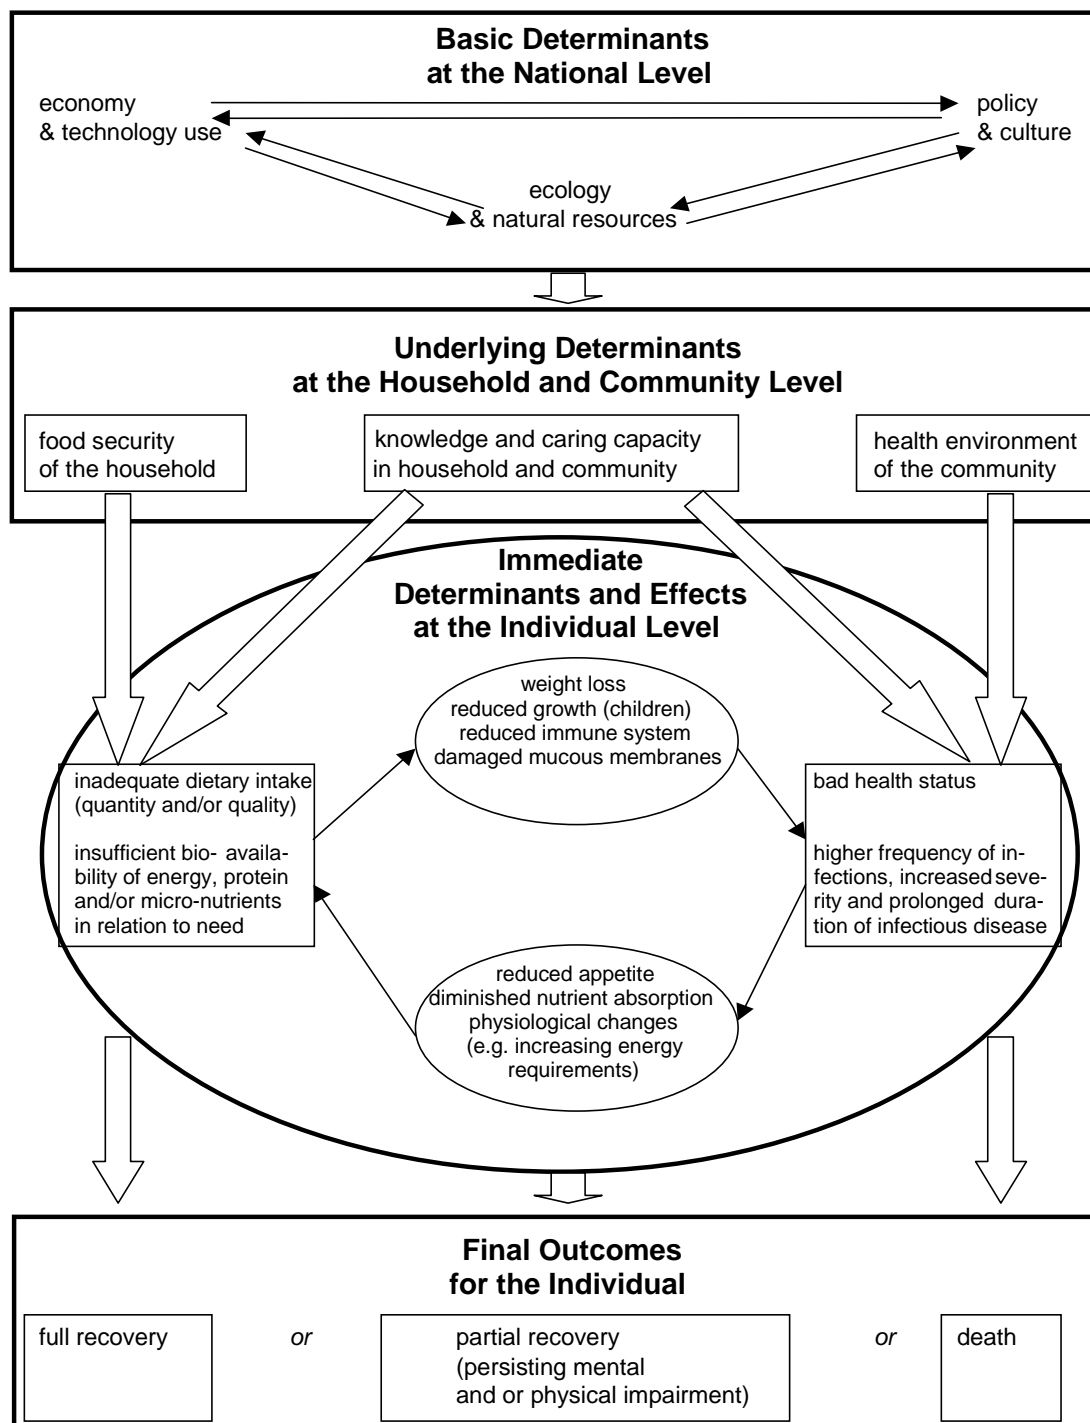 Basic Determinants
at the National Level
economy
& technology use
policy
& culture
ecology
& natural resources
Underlying Determinants
at the Household and Community Level
food security
of the household
knowledge and caring capacity
in household and community
health environment
of the community
Immediate
Determinants and Effects
at the Individual Level
weight loss
reduced growth (children)
reduced immune system
damaged mucous membranes
inadequate dietary intake
(quantity and/or quality)
insufficient bio- availa-
bility of energy, protein
and/or micro-nutrients
in relation to need
bad health status
higher frequency of in-
fections, increased seve-
rity and prolonged dura-
tion of infectious disease
reduced appetite
diminished nutrient absorption
physiological changes
(e.g. increasing energy
requirements)
Final Outcomes
for the Individual
full recovery
or
partial recovery
(persisting mental
and or physical impairment)
or
death